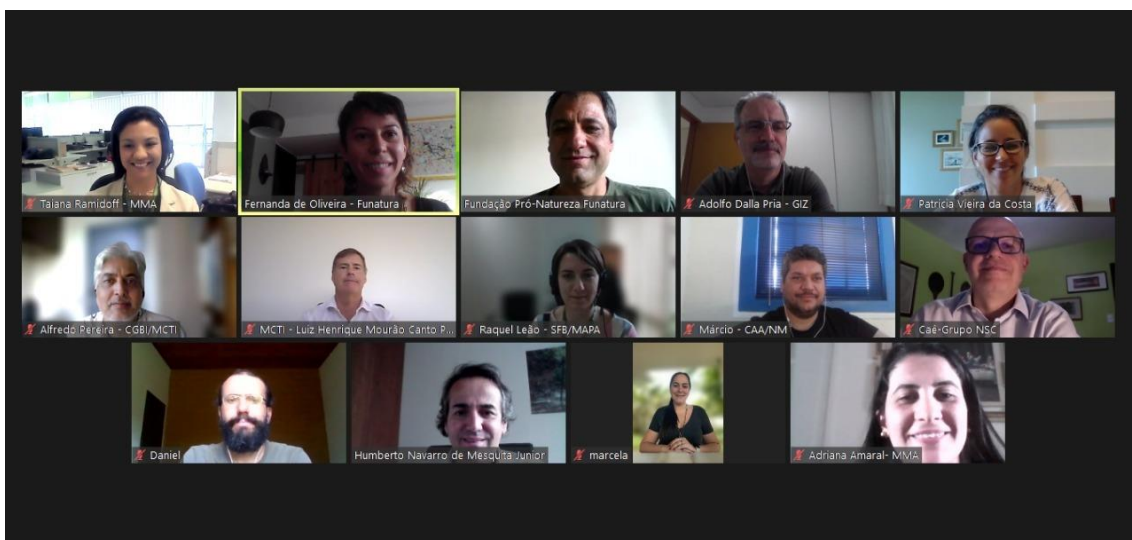 Taiana Ramidoff - MMA
Fernanda de Oliveira - Funatura
Fundação Pró-Natureza Funatura
Adolfo Dalla Pria - GIZ
Patricia Vieira da Costa
Alfredo Pereira - CGBI/MCTI
MCTI - Luiz Henrique Mourão Canto P...
Raquel Leão - SFB/MAPA
Márcio - CAA/NM
Caé-Grupo NSC
Daniel
Humberto Navarro de Mesquita Junior
marcela
Adriana Amaral- MMA